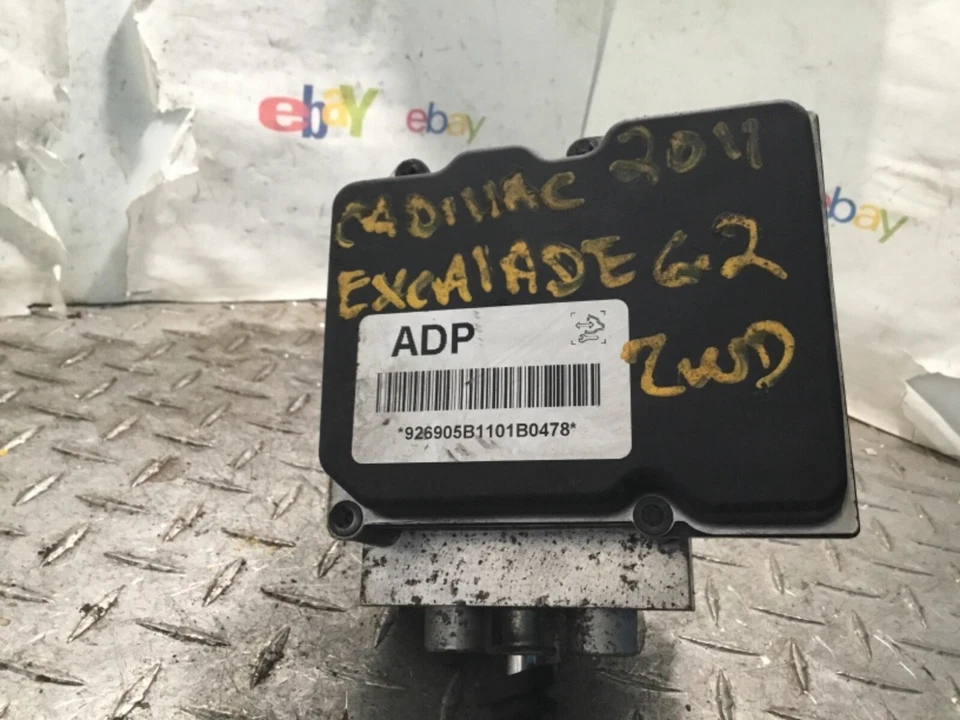 ebay ebay
ebay
CADILLAC 2011
EXCAlADE 6.2
2WD
ADP
*926905B1101B0478*